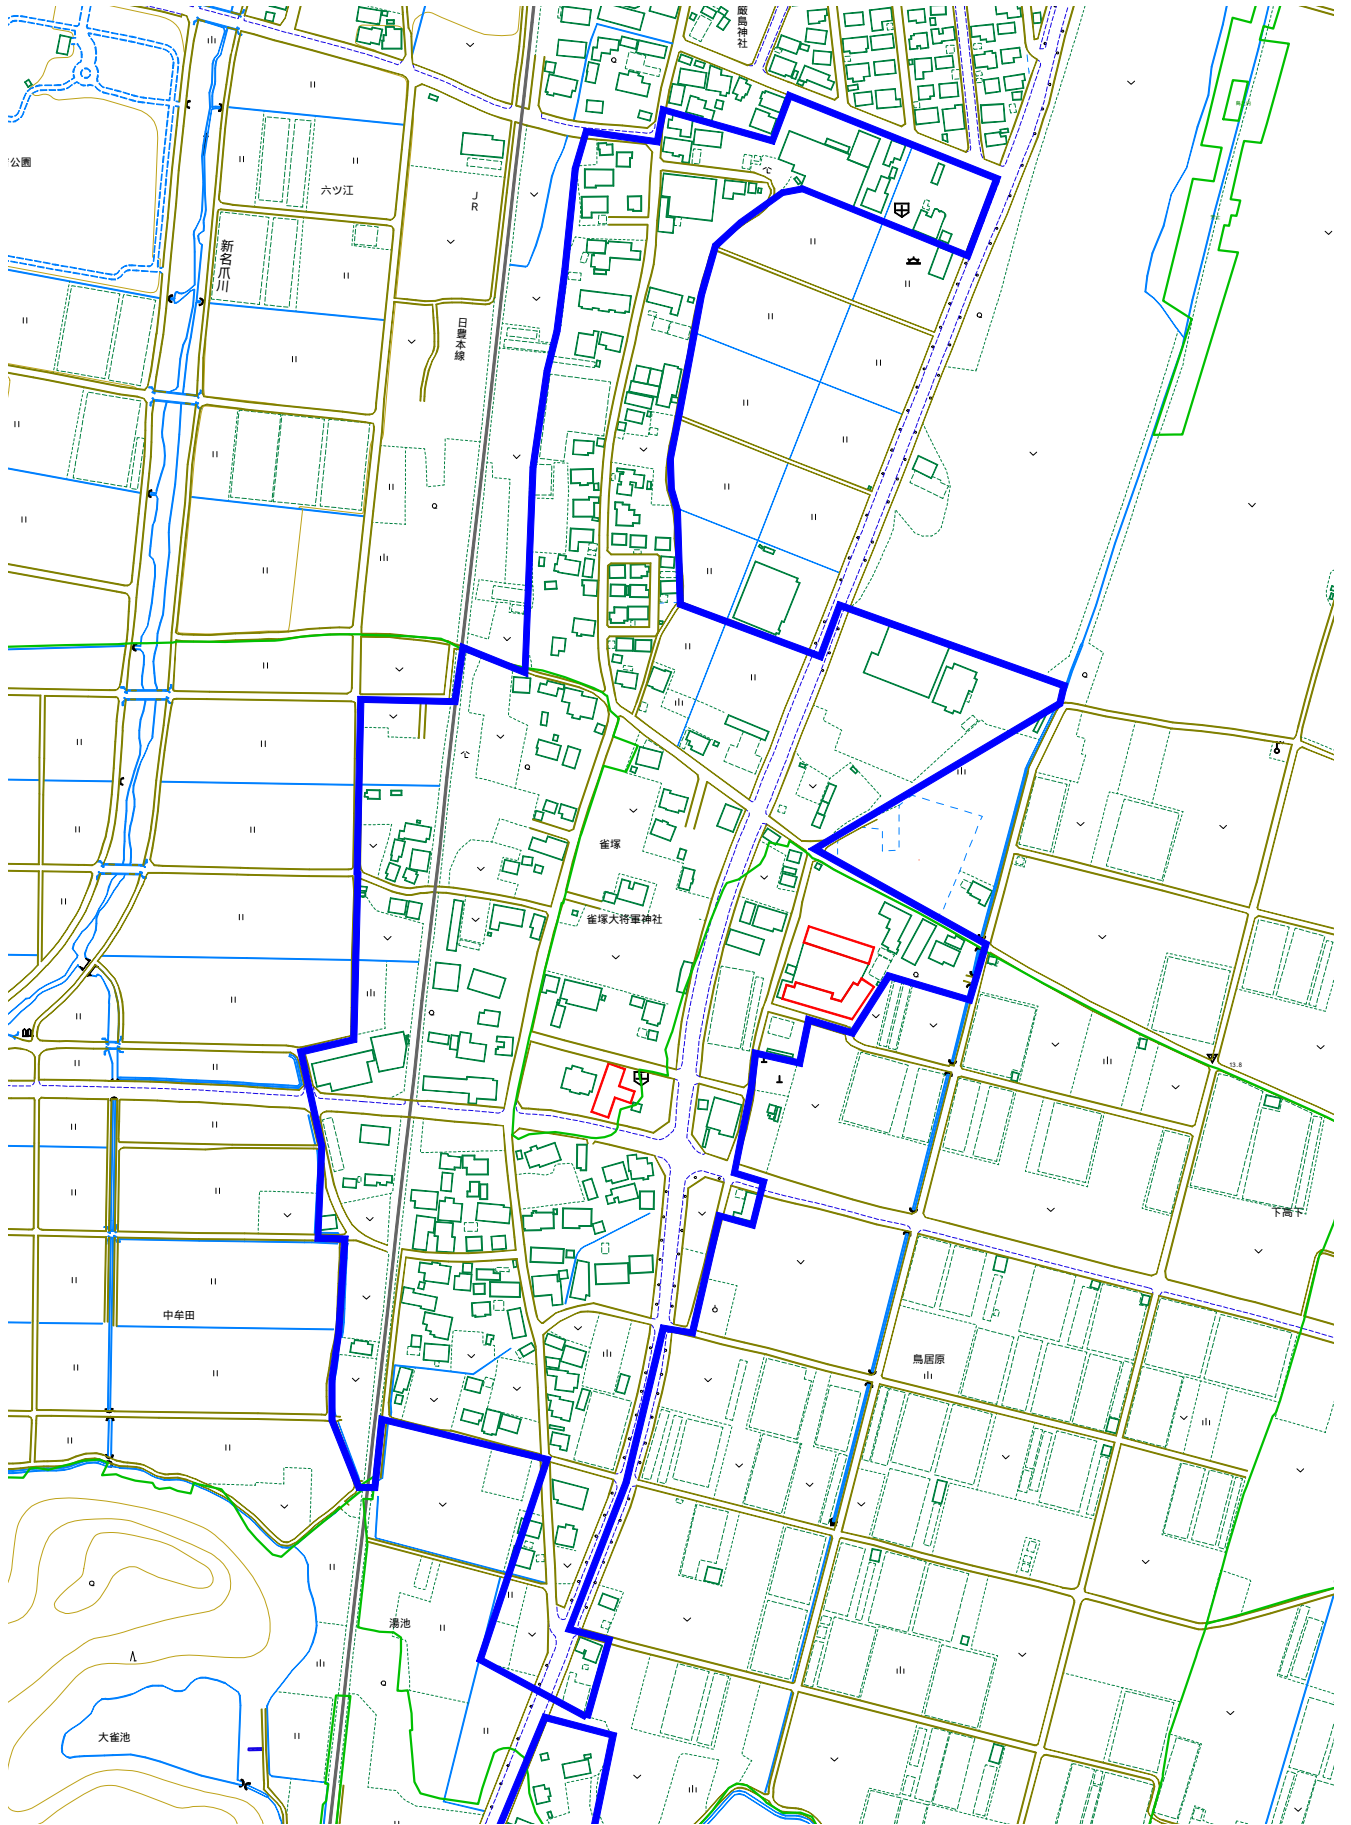 厳島神社
公園
六ツ江
JR
新名爪川
日豊本線
雀塚
雀塚大将軍神社
13.8
下高下
中牟田
鳥居原
湯池
大雀池